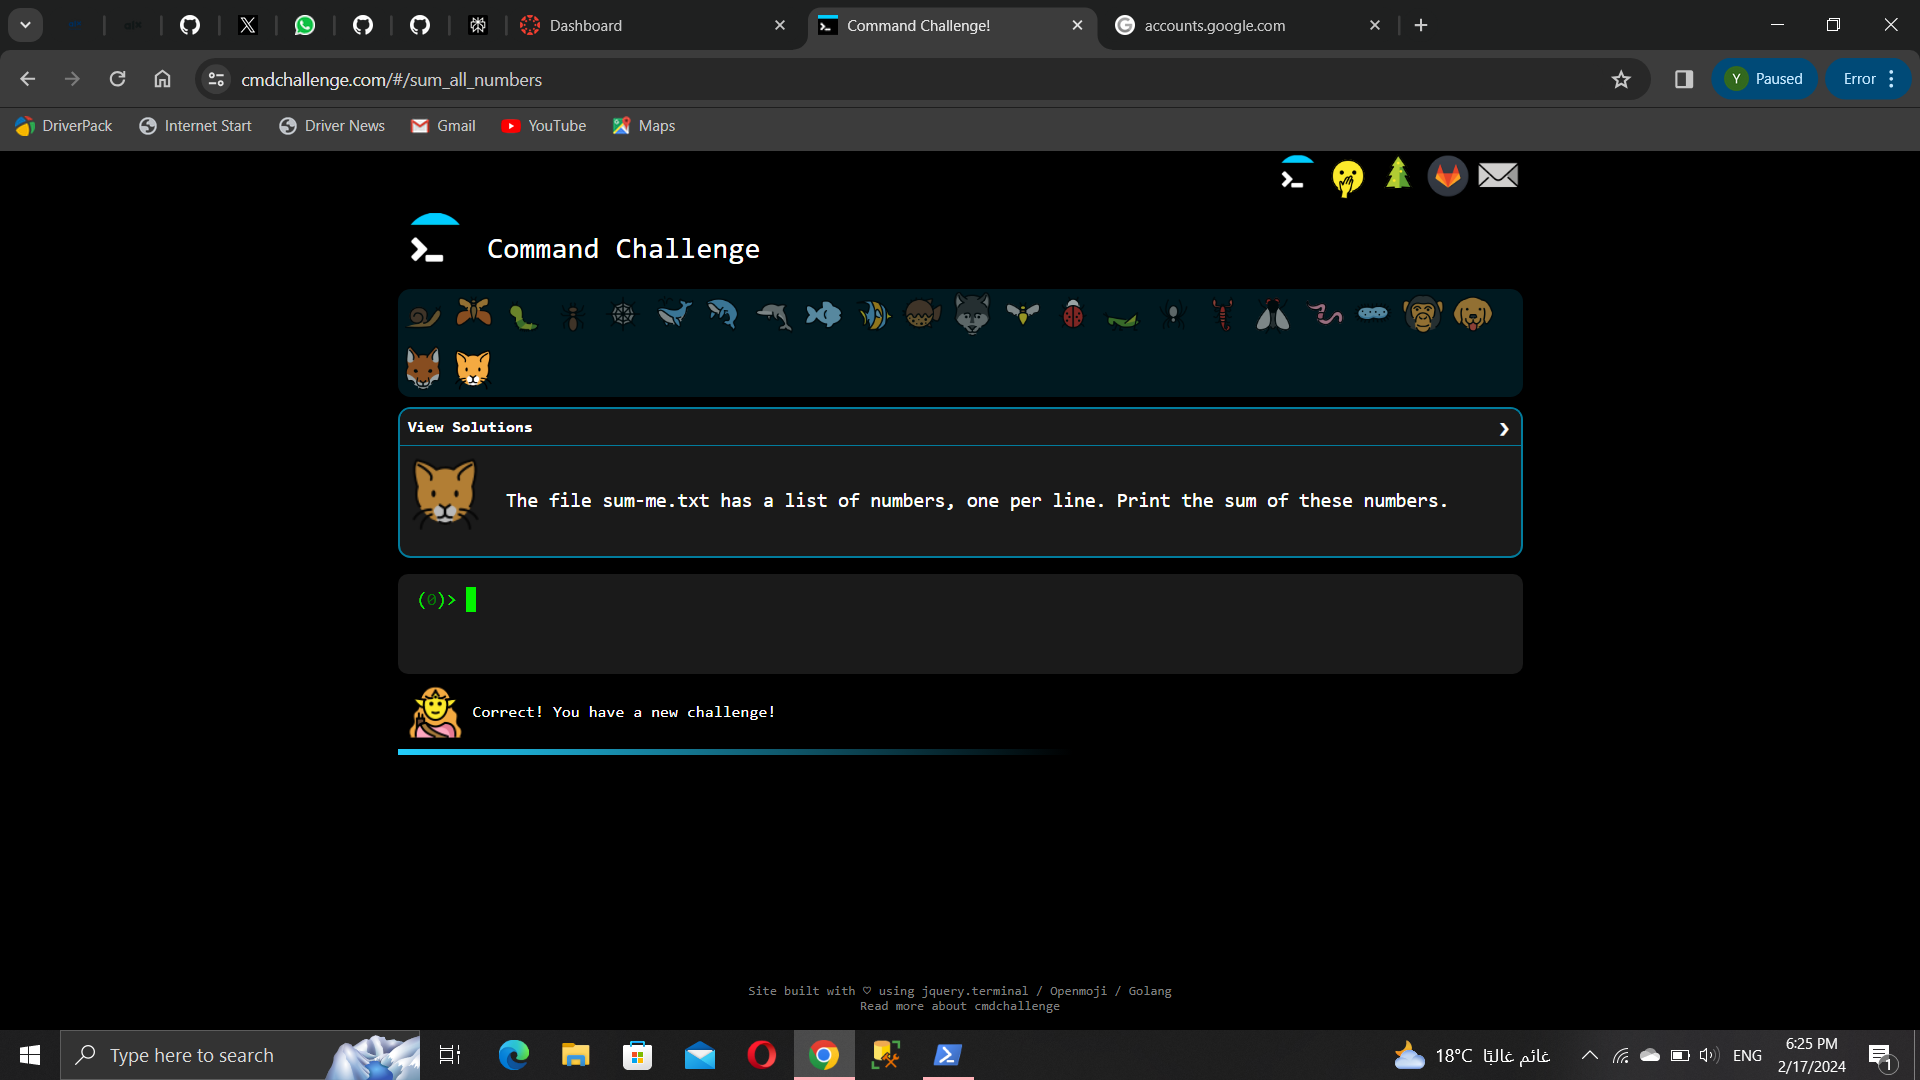 Dashboard
Command Challenge!
accounts.google.com
cmdchallenge.com/#/sum_all_numbers
Y Paused
Error
DriverPack
Internet Start
Driver News
Gmail
YouTube
Maps
Command Challenge
View Solutions
The file sum-me.txt has a list of numbers, one per line. Print the sum of these numbers.
(0)>
Correct! You have a new challenge!
Site built with ♡ using jquery.terminal / Openmoji / Golang
Read more about cmdchallenge
Type here to search
18°C غائم غالبًا
ENG
6:25 PM
2/17/2024
1